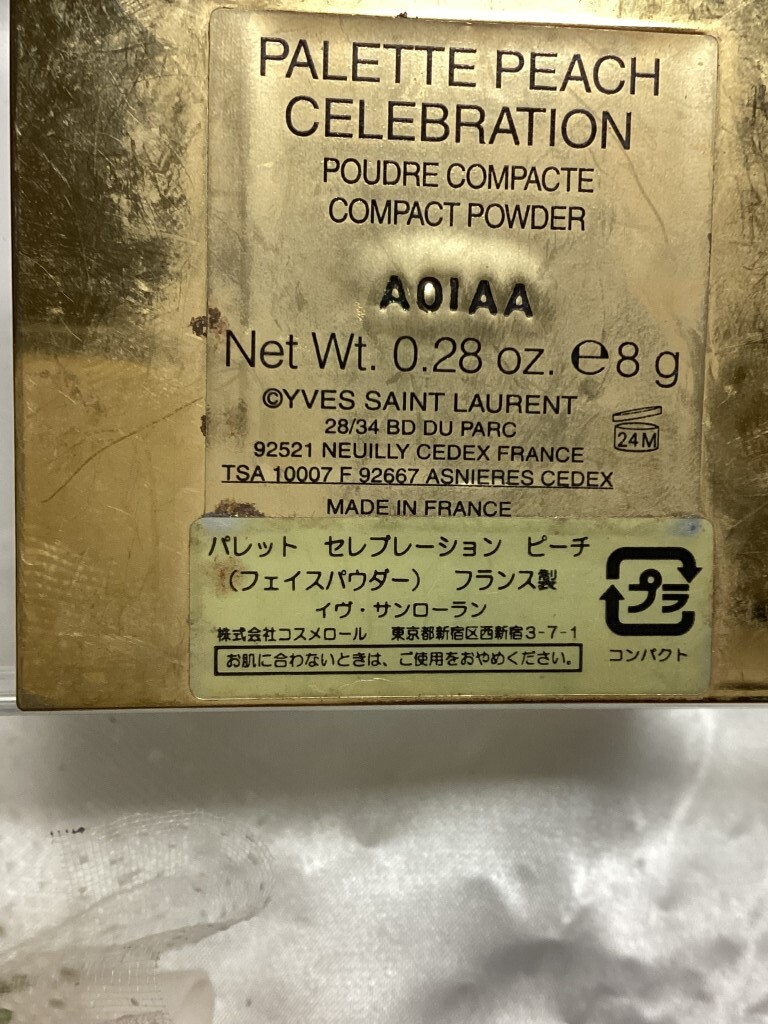 PALETTE PEACH
CELEBRATION
POUDRE COMPACTE
COMPACT POWDER
A01AA
Net Wt. 0.28 oz. ℮8 g
©YVES SAINT LAURENT
28/34 BD DU PARC
92521 NEUILLY CEDEX FRANCE
24M
TSA 10007 F 92667 ASNIERES CEDEX
MADE IN FRANCE
パレット セレブレーション ピーチ
（フェイスパウダー） フランス製
イヴ・サンローラン
株式会社コスメロール 東京都新宿区西新宿3-7-1
お肌に合わないときは、ご使用をおやめください。
プラ
コンパクト